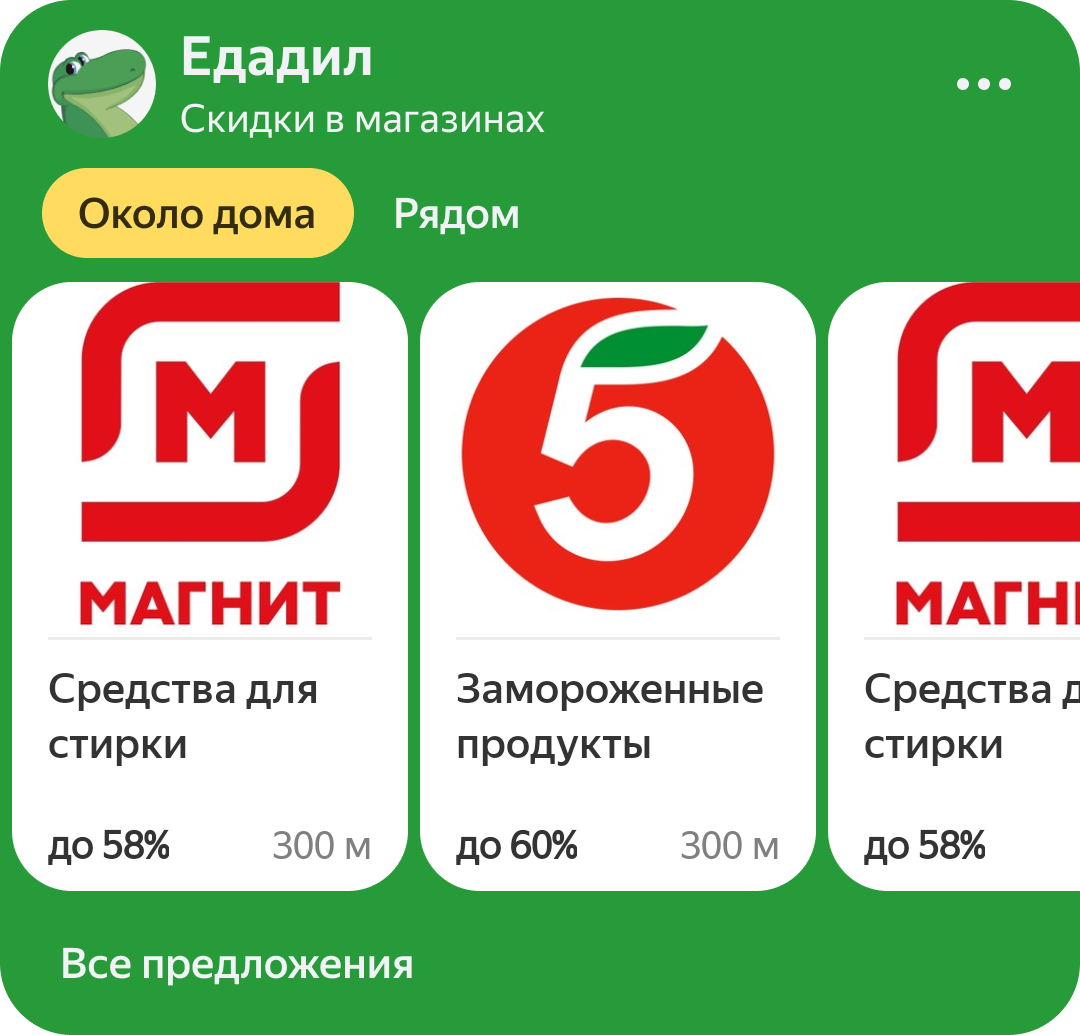 Едадил
Скидки в магазинах
Около дома
Рядом
М
МАГНИТ
Средства для
стирки
до 58%
300 м
5
Замороженные
продукты
до 60%
300 м
М
МАГН
Средства д
стирки
до 58%
Все предложения